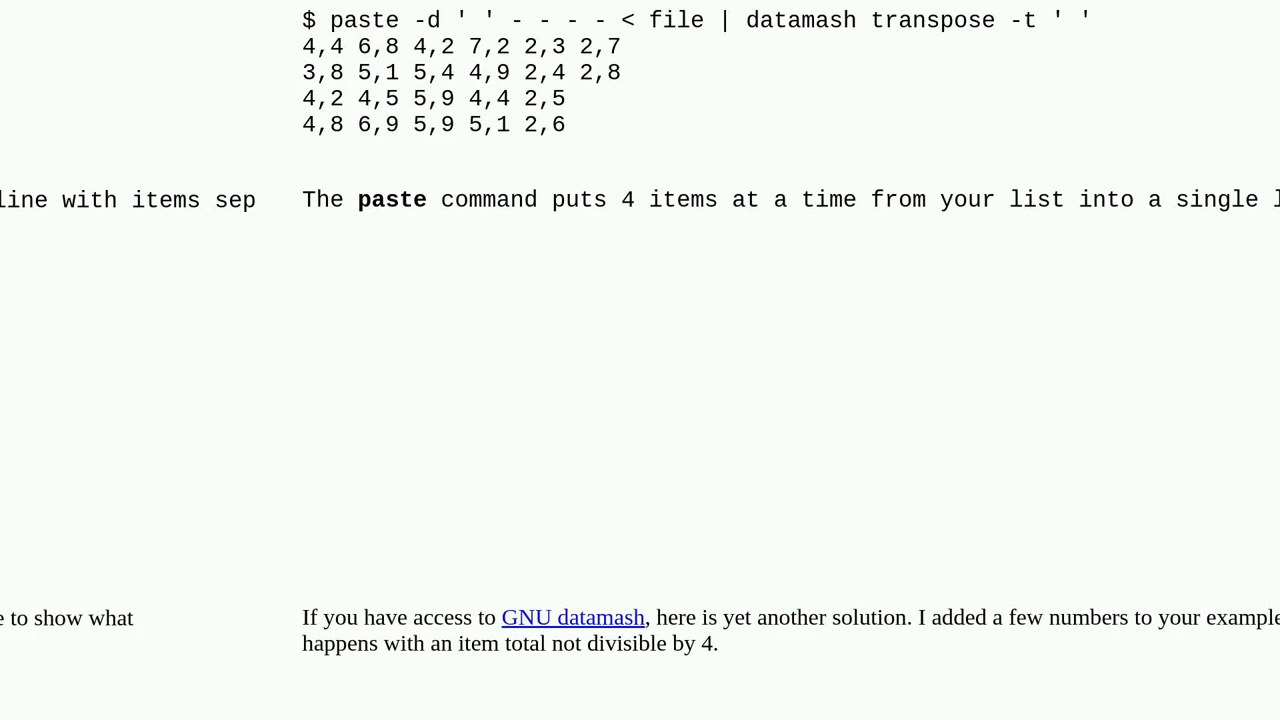 $ paste -d ' ' - - - - < file | datamash transpose -t ' '
4,4 6,8 4,2 7,2 2,3 2,7
3,8 5,1 5,4 4,9 2,4 2,8
4,2 4,5 5,9 4,4 2,5
4,8 6,9 5,9 5,1 2,6
line with items sep
The paste command puts 4 items at a time from your list into a single l
e to show what
If you have access to GNU datamash, here is yet another solution. I added a few numbers to your example
happens with an item total not divisible by 4.